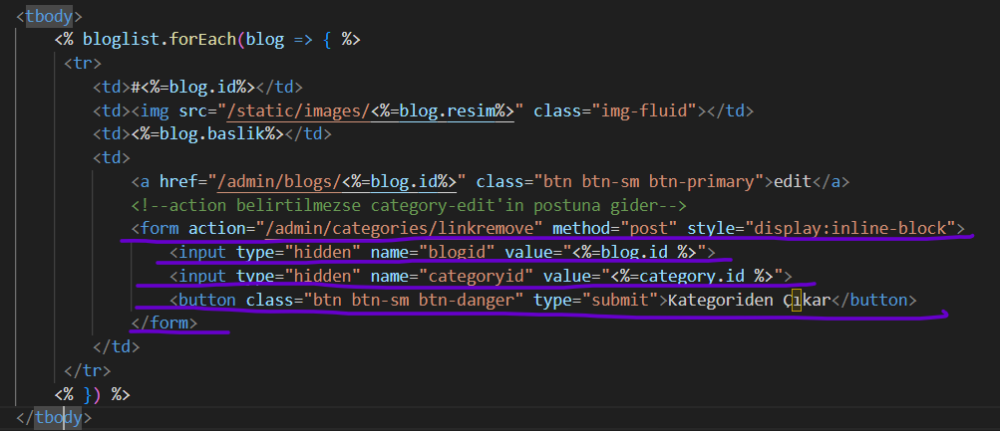 <tbody>
<% bloglist.forEach(blog => { %>
<tr>
<td>#<%=blog.id%></td>
<td><img src="/static/images/<%=blog.resim%>" class="img-fluid"></td>
<td><%=blog.baslik%></td>
<td>
<a href="/admin/blogs/<%=blog.id%>" class="btn btn-sm btn-primary">edit</a>
<!--action belirtilmezse category-edit'in postuna gider-->
<form action="/admin/categories/linkremove" method="post" style="display:inline-block">
<input type="hidden" name="blogid" value="<%=blog.id %>">
<input type="hidden" name="categoryid" value="<%=category.id %>">
<button class="btn btn-sm btn-danger" type="submit">Kategoriden Çıkar</button>
</form>
</td>
</tr>
<% }) %>
</tbody>